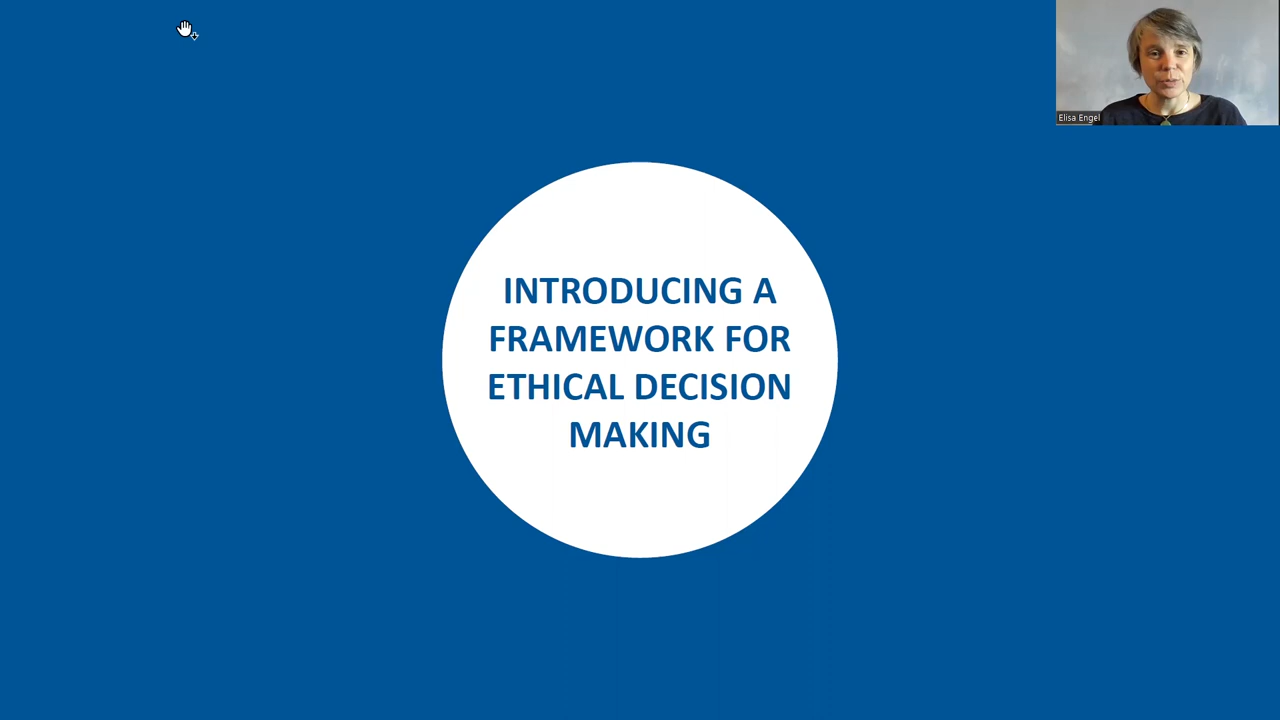 Elisa Engel
INTRODUCING A
FRAMEWORK FOR
ETHICAL DECISION
MAKING